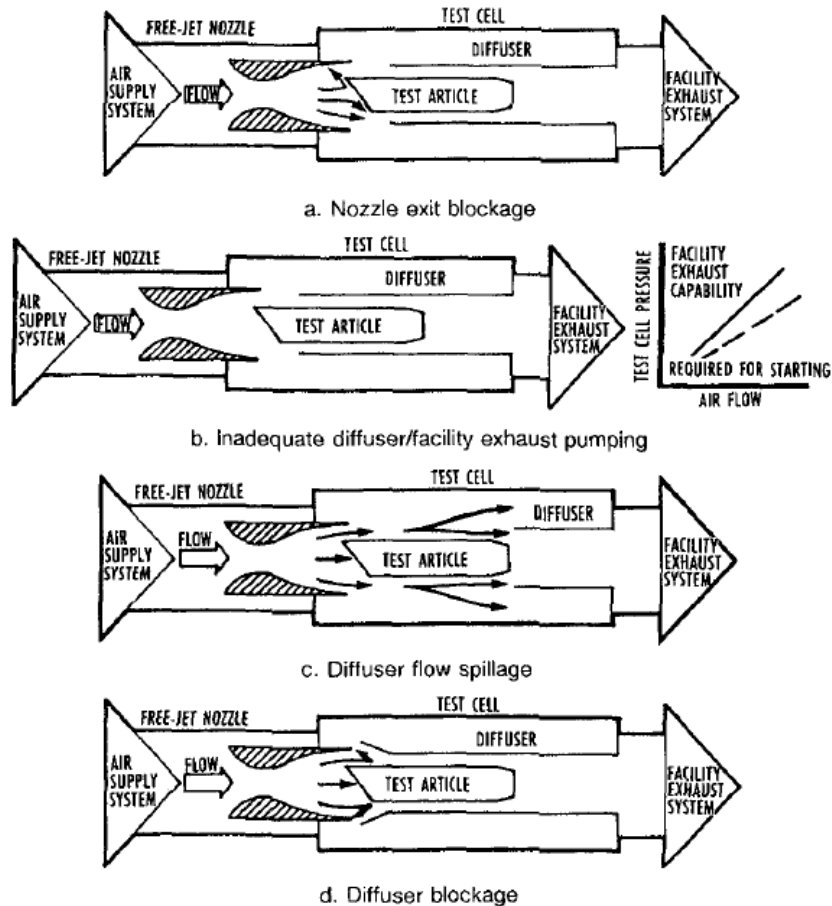 TEST CELL
FREE-JET NOZZLE
DIFFUSER
AIR
SUPPLY
SYSTEM
FLOW
TEST ARTICLE
FACILITY
EXHAUST
SYSTEM
a. Nozzle exit blockage
TEST CELL
FREE-JET NOZZLE
DIFFUSER
AIR
SUPPLY
SYSTEM
FLOW
TEST ARTICLE
FACILITY
EXHAUST
SYSTEM
TEST CELL PRESSURE
FACILITY
EXHAUST
CAPABILITY
REQUIRED FOR STARTING
AIR FLOW
b. Inadequate diffuser/facility exhaust pumping
TEST CELL
FREE-JET NOZZLE
DIFFUSER
AIR
SUPPLY
SYSTEM
FLOW
TEST ARTICLE
FACILITY
EXHAUST
SYSTEM
c. Diffuser flow spillage
TEST CELL
FREE-JET NOZZLE
DIFFUSER
AIR
SUPPLY
SYSTEM
FLOW
TEST ARTICLE
FACILITY
EXHAUST
SYSTEM
d. Diffuser blockage